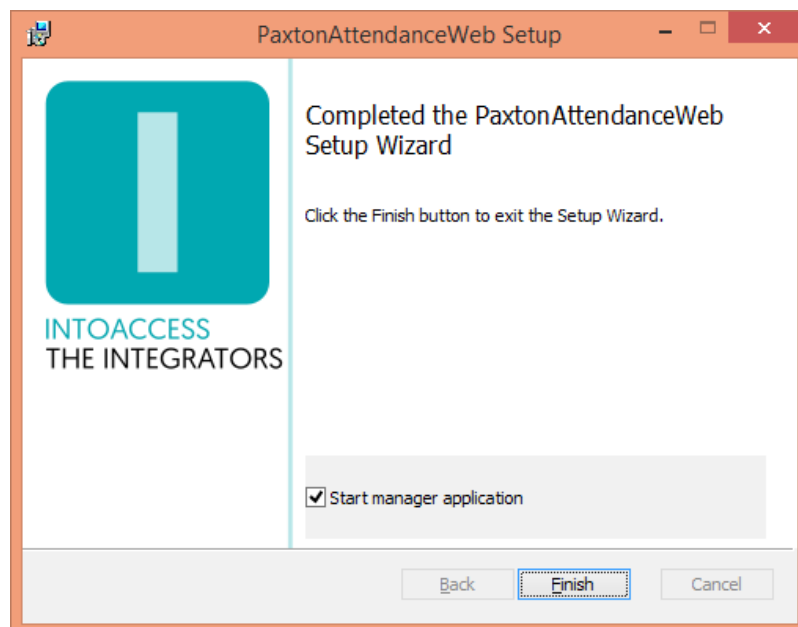 PaxtonAttendanceWeb Setup
Completed the PaxtonAttendanceWeb
Setup Wizard
Click the Finish button to exit the Setup Wizard.
INTOACCESS
THE INTEGRATORS
Start manager application
Back Finish Cancel